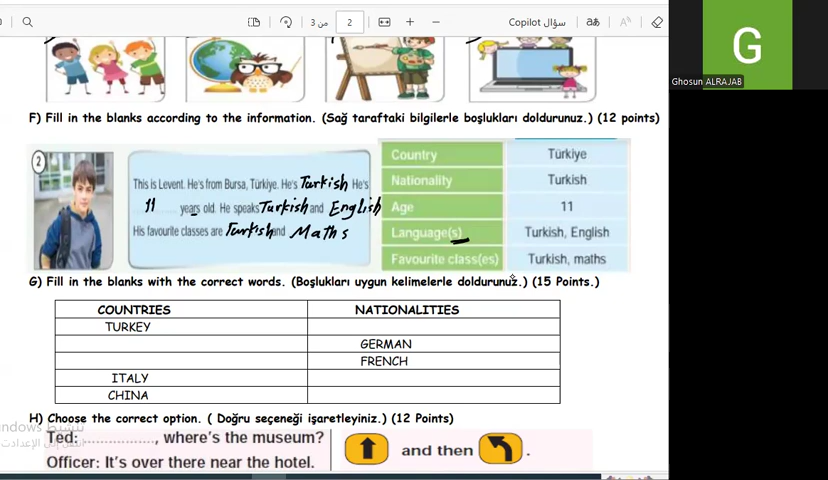 من 3
2
سؤال Copilot
G
Ghosun ALRAJAB
F) Fill in the blanks according to the information. (Sağ taraftaki bilgilerle boşlukları doldurunuz.) (12 points)
2
This is Levent. He's from Bursa, Türkiye. He's Turkish He's
11 years old. He speaks Turkish and English
His favourite classes are Turkish and Maths
Country Türkiye
Nationality Turkish
Age 11
Language(s) Turkish, English
Favourite class(es) Turkish, maths
G) Fill in the blanks with the correct words. (Boşlukları uygun kelimelerle doldurunuz.) (15 Points.)
COUNTRIES NATIONALITIES
TURKEY
GERMAN
FRENCH
ITALY
CHINA
H) Choose the correct option. ( Doğru seçeneği işaretleyiniz.) (12 Points)
Ted: .................., where's the museum?
and then .
Officer: It's over there near the hotel.